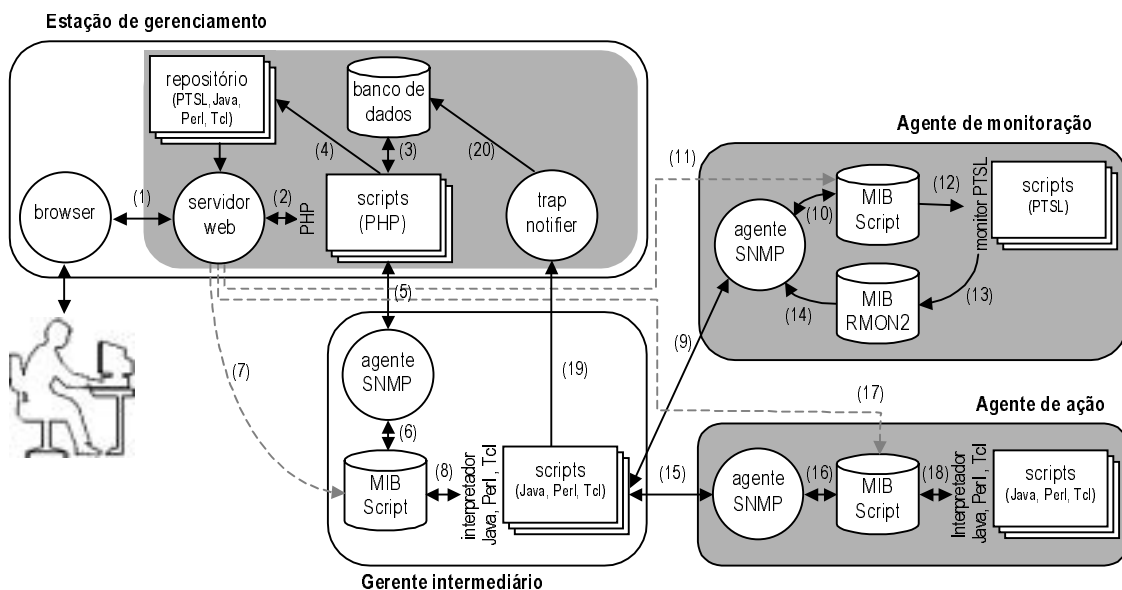 Estação de gerenciamento
repositório
(PTSL, Java,
Perl, Tcl)
banco de
dados
(4)
(3)
(20)
browser
(1)
servidor
web
(2)
PHP
scripts
(PHP)
trap
notifier
(5)
(7)
agente
SNMP
(6)
MIB
Script
(8)
interpretador
Java, Perl, Tcl
scripts
(Java, Perl, Tcl)
(19)
Gerente intermediário
(9)
(15)
Agente de monitoração
(11)
agente
SNMP
(10)
MIB
Script
(12)
monitor PTSL
scripts
(PTSL)
(13)
MIB
RMON2
(14)
Agente de ação
(17)
agente
SNMP
(16)
MIB
Script
(18)
Interpretador
Java, Perl, Tcl
scripts
(Java, Perl, Tcl)